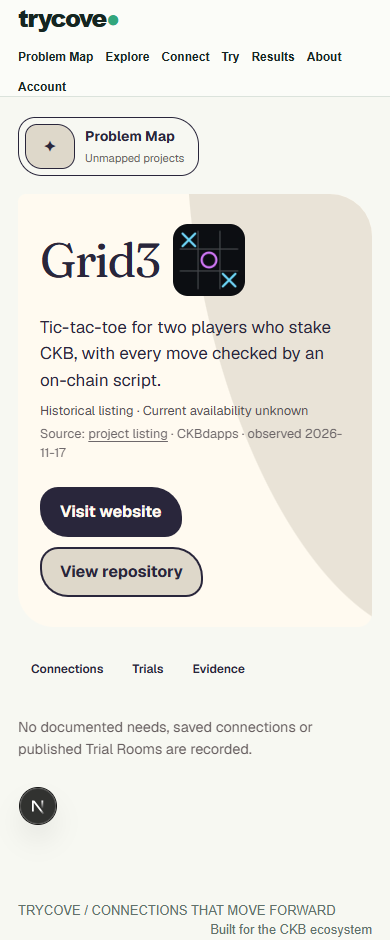 trycove
Problem Map Explore Connect Try Results About
Account
✦
Problem Map
Unmapped projects
Grid3
Tic-tac-toe for two players who stake
CKB, with every move checked by an
on-chain script.
Historical listing · Current availability unknown
Source: project listing · CKBdapps · observed 2026-
11-17
Visit website
View repository
Connections Trials Evidence
No documented needs, saved connections or
published Trial Rooms are recorded.
N
TRYCOVE / CONNECTIONS THAT MOVE FORWARD
Built for the CKB ecosystem